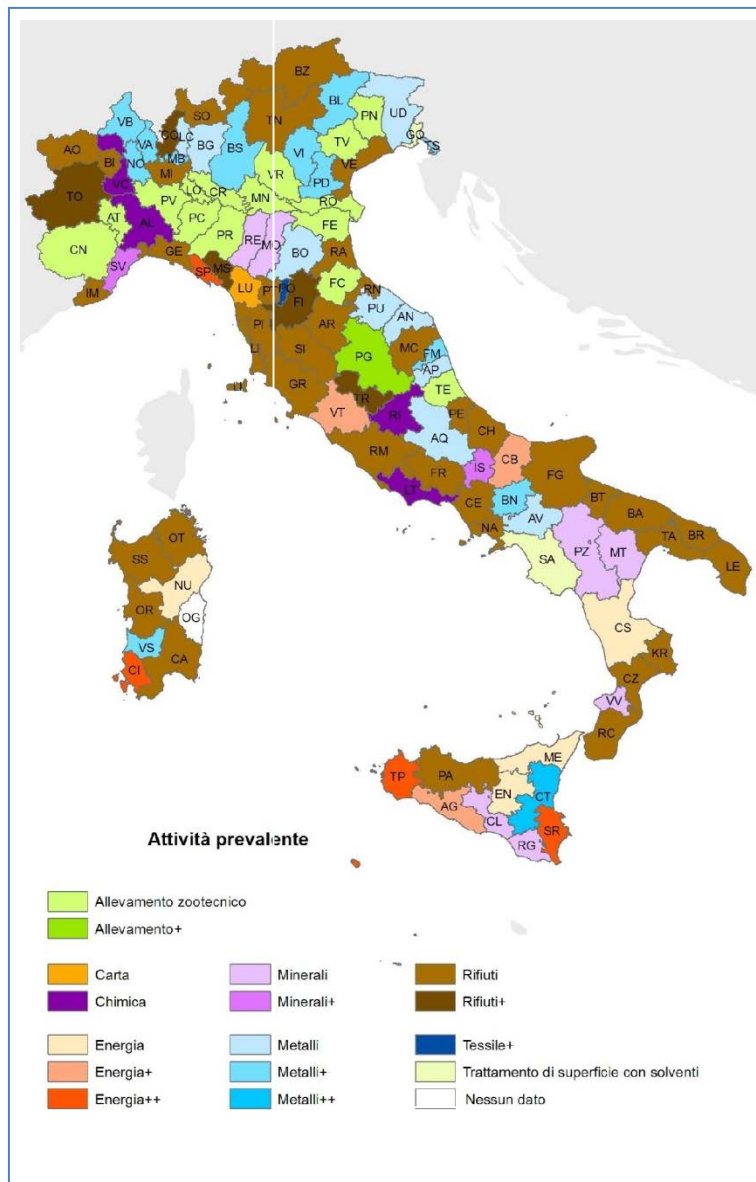 BZ
SO
BL
PN
UD
VB
TN
CO
LC
BG
BS
TV
GO
TS
AO
VA
MB
VI
BI
NO
MI
VE
VC
VR
PD
TO
LO
CR
MN
RO
PV
AT
AL
PC
PR
FE
CN
RE
MO
BO
RA
GE
SV
SP
MS
FC
IM
LU
PT
PO
FI
RN
PU
AN
PI
AR
MC
FM
LI
SI
PG
AP
LI
GR
TE
TR
VT
RI
PE
AQ
CH
RM
IS
CB
FR
FG
LT
CE
BN
BT
BA
AV
NA
TA
BR
OT
SA
PZ
MT
LE
SS
NU
OR
OG
CS
VS
CA
KR
CI
CZ
VV
RC
ME
TP
PA
EN
CT
AG
CL
SR
RG
Attività prevalente
Allevamento zootecnico
Allevamento+
Carta
Chimica
Energia
Energia+
Energia++
Minerali
Minerali+
Metalli
Metalli+
Metalli++
Rifiuti
Rifiuti+
Tessile+
Trattamento di superficie con solventi
Nessun dato